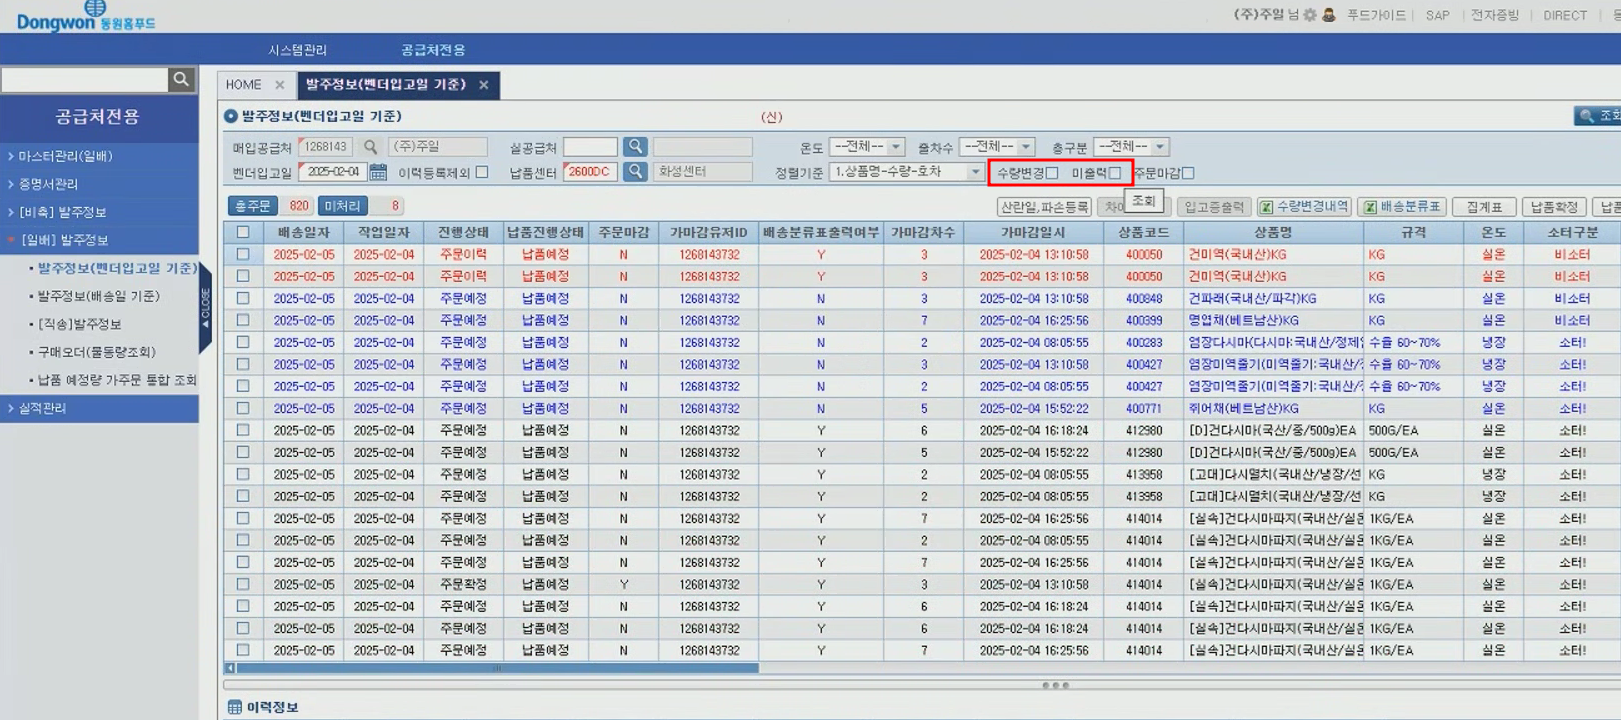 Dongwon 동원홈푸드
(주)주일 님 푸드가이드 | SAP | 전자증빙 | DIRECT
시스템관리 공급처전용
공급처전용
마스터관리(일배)
증명서관리
[비축] 발주정보
[일배] 발주정보
발주정보(벤더입고일 기준)
발주정보(배송일 기준)
[직송]발주정보
구매오더(물동량조회)
납품 예정량 가주문 통합 조회
실적관리
CLOSE
HOME × 발주정보(벤더입고일 기준) ×
발주정보(벤더입고일 기준) (신) 조회
매입공급처 1268143 (주)주일 실공급처 온도 --전체-- 출차수 --전체-- 총구분 --전체--
벤더입고일 2025-02-04 이력등록제외 납품센터 2600DC 화성센터 정렬기준 1.상품명-수량-호차 수량변경 미출력 주문마감
조회
총주문 820 미처리 8 산란일,파손등록 차이 입고증출력 수량변경내역 배송분류표 집계표 납품확정 납품
배송일자 작업일자 진행상태 납품진행상태 주문마감 가마감유저ID 배송분류표출력여부 가마감차수 가마감일시 상품코드 상품명 규격 온도 소터구분
2025-02-05 2025-02-04 주문이력 납품예정 N 1268143732 Y 3 2025-02-04 13:10:58 400050 건미역(국내산)KG KG 실온 비소터
2025-02-05 2025-02-04 주문이력 납품예정 N 1268143732 Y 3 2025-02-04 13:10:58 400050 건미역(국내산)KG KG 실온 비소터
2025-02-05 2025-02-04 주문예정 납품예정 N 1268143732 N 3 2025-02-04 13:10:58 400848 건파래(국내산/파각)KG KG 실온 비소터
2025-02-05 2025-02-04 주문예정 납품예정 N 1268143732 N 7 2025-02-04 16:25:56 400399 명엽채(베트남산)KG KG 실온 비소터
2025-02-05 2025-02-04 주문예정 납품예정 N 1268143732 N 2 2025-02-04 08:05:55 400283 염장다시마(다시마:국내산/정제 수율 60~70% 냉장 소터!
2025-02-05 2025-02-04 주문예정 납품예정 N 1268143732 N 3 2025-02-04 13:10:58 400427 염장미역줄기(미역줄기:국내산/ 수율 60~70% 냉장 소터!
2025-02-05 2025-02-04 주문예정 납품예정 N 1268143732 N 2 2025-02-04 08:05:55 400427 염장미역줄기(미역줄기:국내산/ 수율 60~70% 냉장 소터!
2025-02-05 2025-02-04 주문예정 납품예정 N 1268143732 N 5 2025-02-04 15:52:22 400771 쥐어채(베트남산)KG KG 실온 소터!
2025-02-05 2025-02-04 주문예정 납품예정 N 1268143732 Y 6 2025-02-04 16:18:24 412980 [D]건다시마(국산/중/500g)EA 500G/EA 실온 소터!
2025-02-05 2025-02-04 주문예정 납품예정 N 1268143732 Y 5 2025-02-04 15:52:22 412980 [D]건다시마(국산/중/500g)EA 500G/EA 실온 소터!
2025-02-05 2025-02-04 주문예정 납품예정 N 1268143732 Y 2 2025-02-04 08:05:55 413958 [고대]다시멸치(국내산/냉장/선 KG 냉장 소터!
2025-02-05 2025-02-04 주문예정 납품예정 N 1268143732 Y 2 2025-02-04 08:05:55 413958 [고대]다시멸치(국내산/냉장/선 KG 냉장 소터!
2025-02-05 2025-02-04 주문예정 납품예정 N 1268143732 Y 7 2025-02-04 16:25:56 414014 [실속]건다시마파지(국내산/실온 1KG/EA 실온 소터!
2025-02-05 2025-02-04 주문예정 납품예정 N 1268143732 Y 2 2025-02-04 08:05:55 414014 [실속]건다시마파지(국내산/실온 1KG/EA 실온 소터!
2025-02-05 2025-02-04 주문예정 납품예정 N 1268143732 Y 7 2025-02-04 16:25:56 414014 [실속]건다시마파지(국내산/실온 1KG/EA 실온 소터!
2025-02-05 2025-02-04 주문확정 납품예정 Y 1268143732 Y 3 2025-02-04 13:10:58 414014 [실속]건다시마파지(국내산/실온 1KG/EA 실온 소터!
2025-02-05 2025-02-04 주문예정 납품예정 N 1268143732 Y 6 2025-02-04 16:18:24 414014 [실속]건다시마파지(국내산/실온 1KG/EA 실온 소터!
2025-02-05 2025-02-04 주문예정 납품예정 N 1268143732 Y 6 2025-02-04 16:18:24 414014 [실속]건다시마파지(국내산/실온 1KG/EA 실온 소터!
2025-02-05 2025-02-04 주문예정 납품예정 N 1268143732 Y 7 2025-02-04 16:25:56 414014 [실속]건다시마파지(국내산/실온 1KG/EA 실온 소터!
이력정보